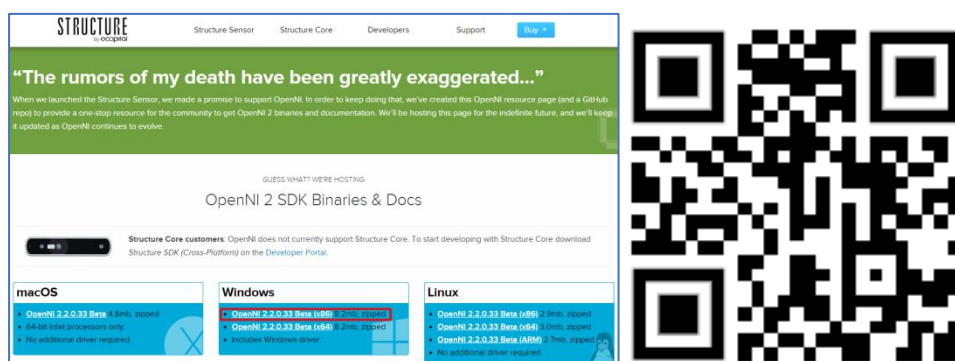 STRUCTURE
by occipital
Structure Sensor
Structure Core
Developers
Support
Buy
“The rumors of my death have been greatly exaggerated...”
When we launched the Structure Sensor, we made a promise to support OpenNI. In order to keep doing that, we've created this OpenNI resource page (and a GitHub
repo) to provide a one-stop resource for the community to get OpenNI 2 binaries and documentation. We'll be hosting this page for the indefinite future, and we'll keep
it updated as OpenNI continues to evolve.
GUESS WHAT? WE'RE HOSTING
OpenNI 2 SDK Binaries & Docs
Structure Core customers: OpenNI does not currently support Structure Core. To start developing with Structure Core download
Structure SDK (Cross-Platform) on the Developer Portal.
macOS
OpenNI 2.2.0.33 Beta 4.8mb, zipped
64-bit Intel processors only.
No additional driver required.
Windows
OpenNI 2.2.0.33 Beta (x86) 8.2mb, zipped
OpenNI 2.2.0.33 Beta (x64) 8.2mb, zipped
Includes Windows driver.
Linux
OpenNI 2.2.0.33 Beta (x86) 2.9mb, zipped
OpenNI 2.2.0.33 Beta (x64) 3.0mb, zipped
OpenNI 2.2.0.33 Beta (ARM) 2.7mb, zipped
No additional driver required.